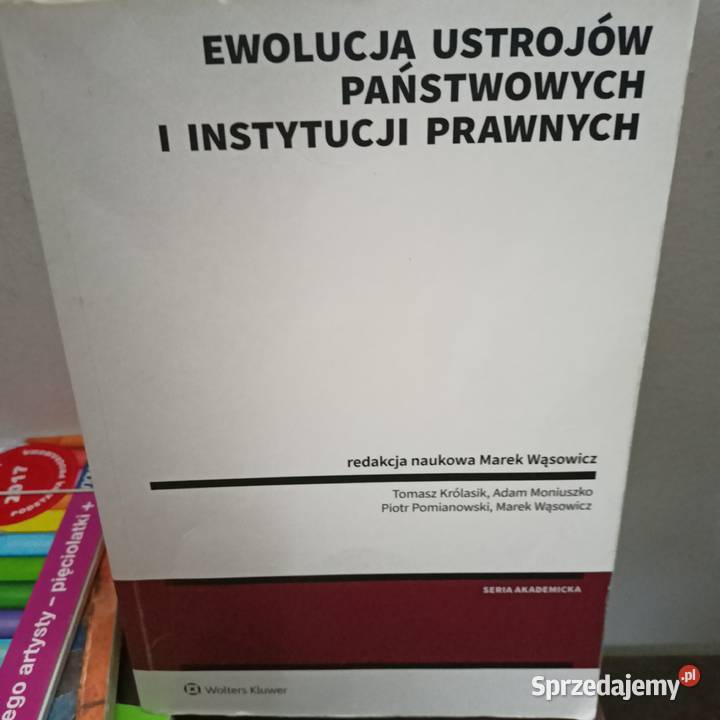 EWOLUCJA USTROJÓW
PAŃSTWOWYCH
I INSTYTUCJI PRAWNYCH
redakcja naukowa Marek Wąsowicz
Tomasz Królasik, Adam Moniuszko
Piotr Pomianowski, Marek Wąsowicz
SERIA AKADEMICKA
Wolters Kluwer
2017
ego artysty – pięciolatki +
Sprzedajemy.pl